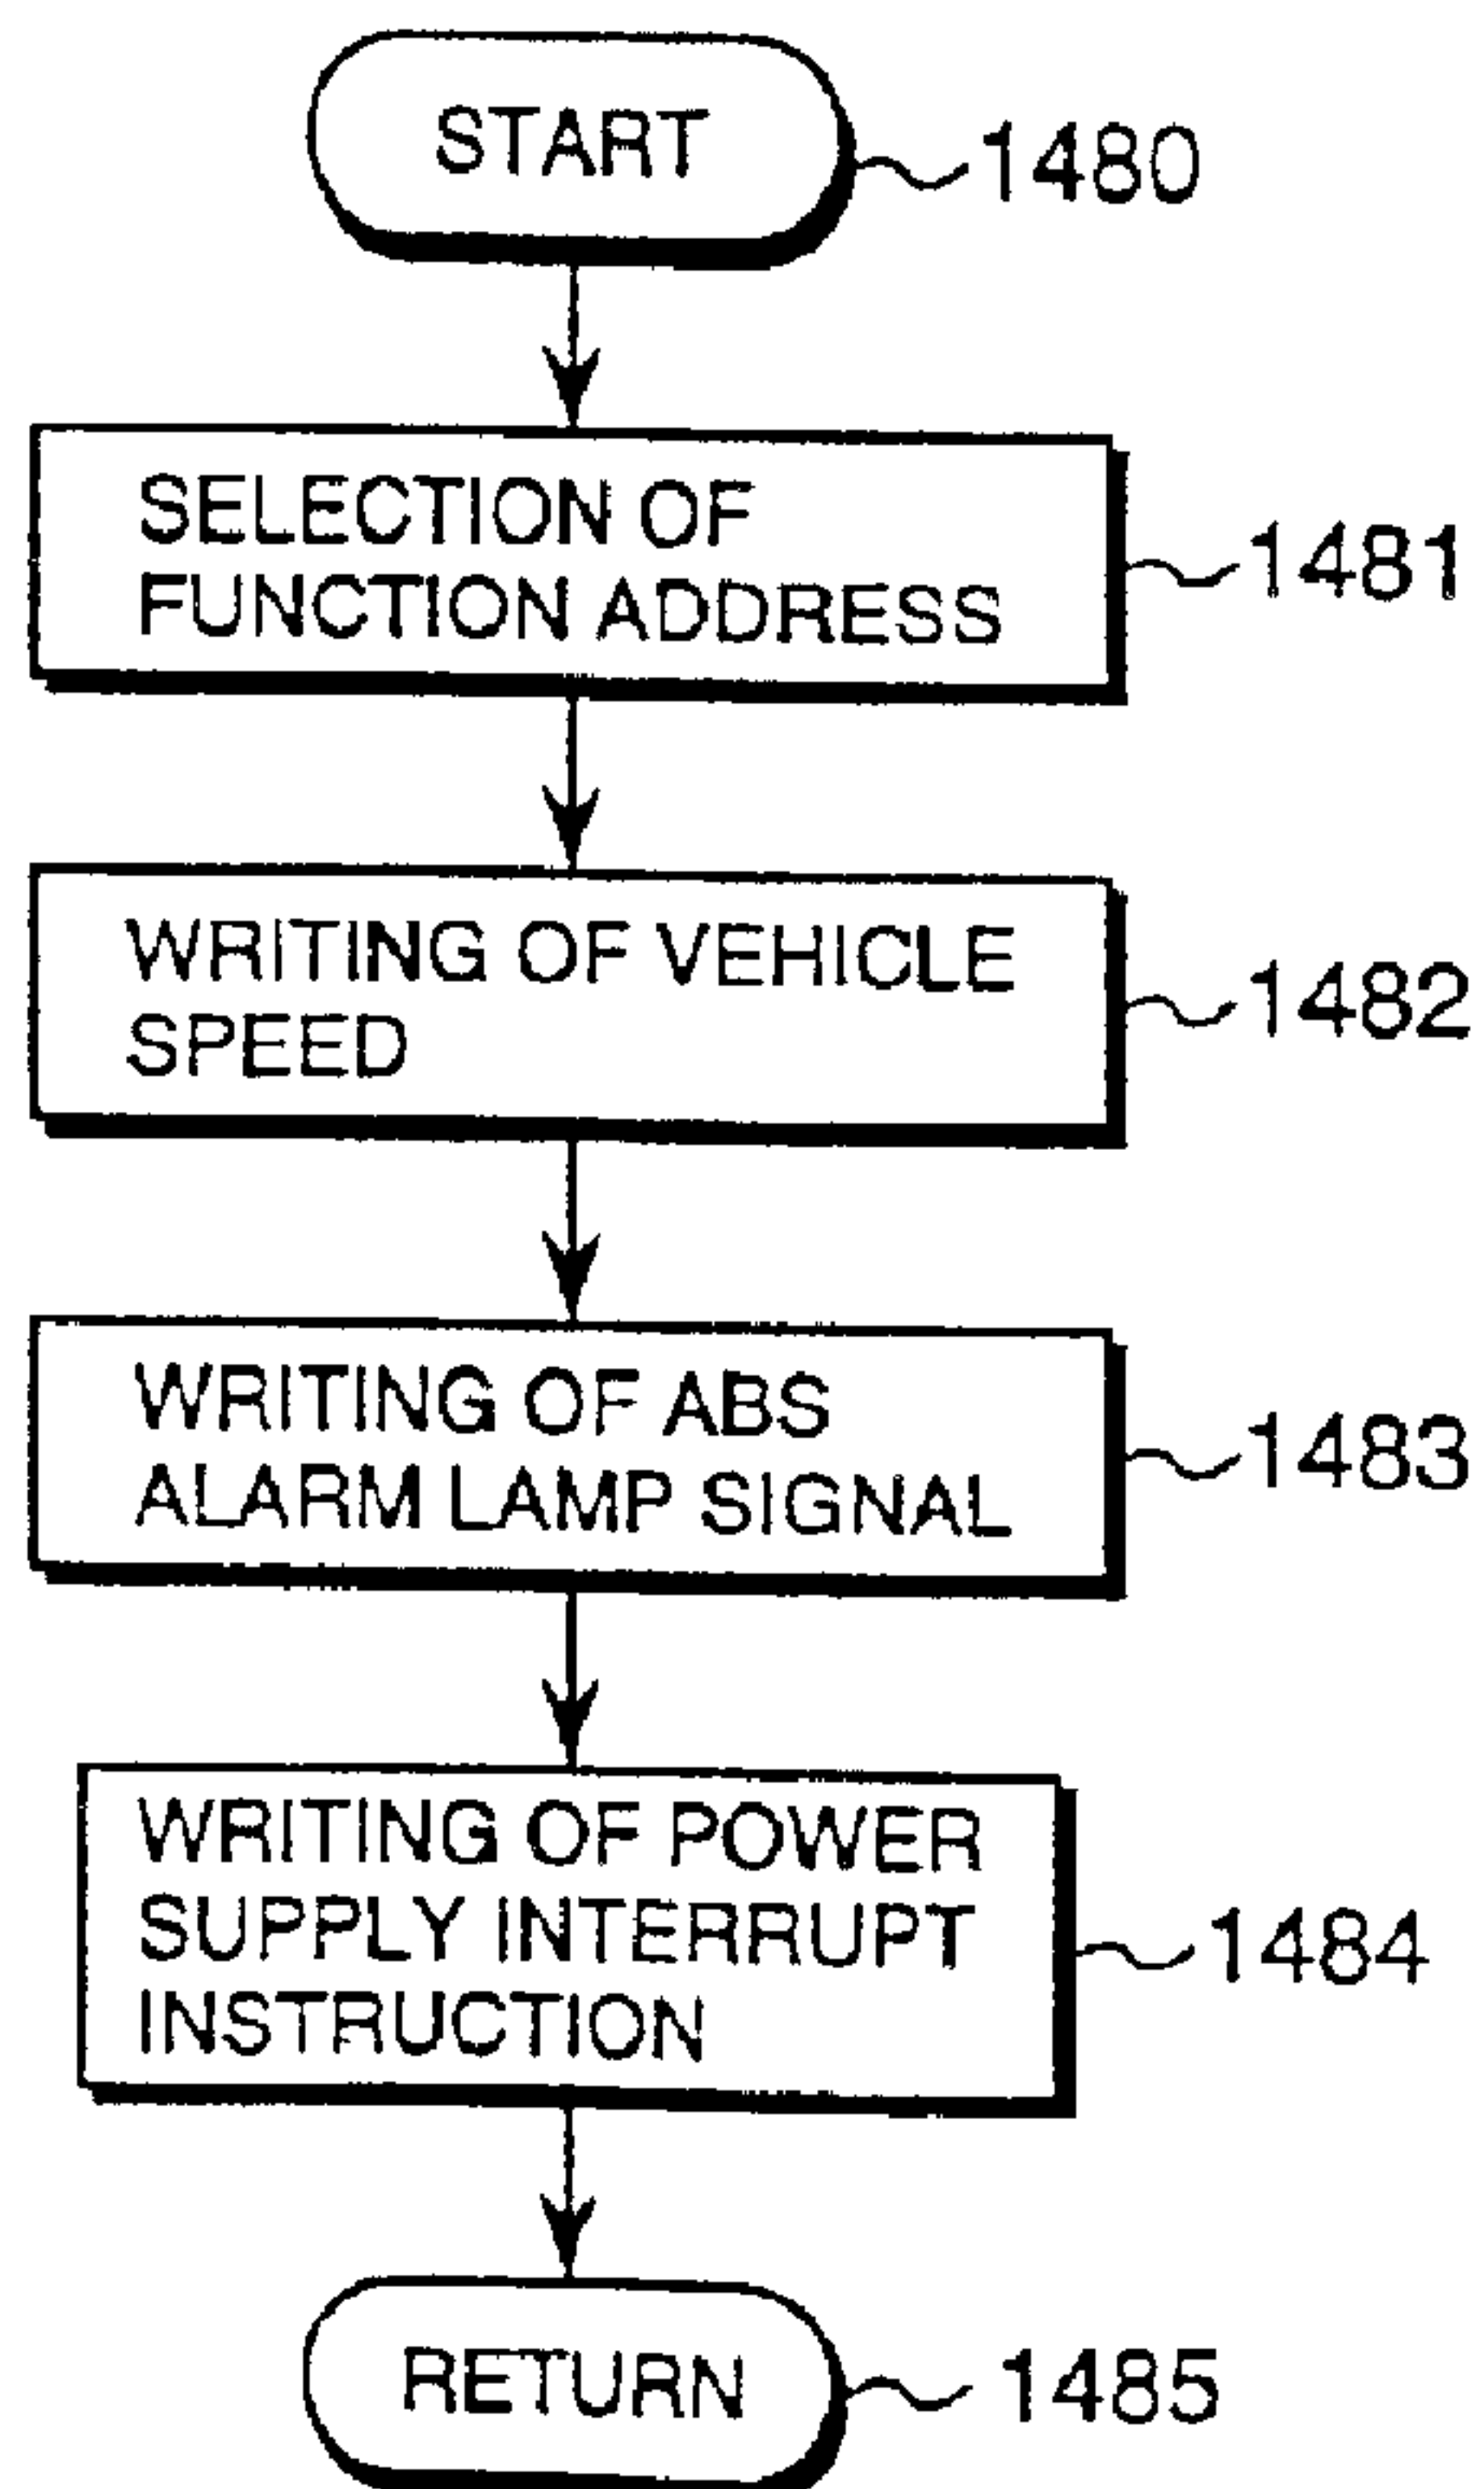 START
1480
SELECTION OF
FUNCTION ADDRESS
1481
WRITING OF VEHICLE
SPEED
1482
WRITING OF ABS
ALARM LAMP SIGNAL
1483
WRITING OF POWER
SUPPLY INTERRUPT
INSTRUCTION
1484
RETURN
1485